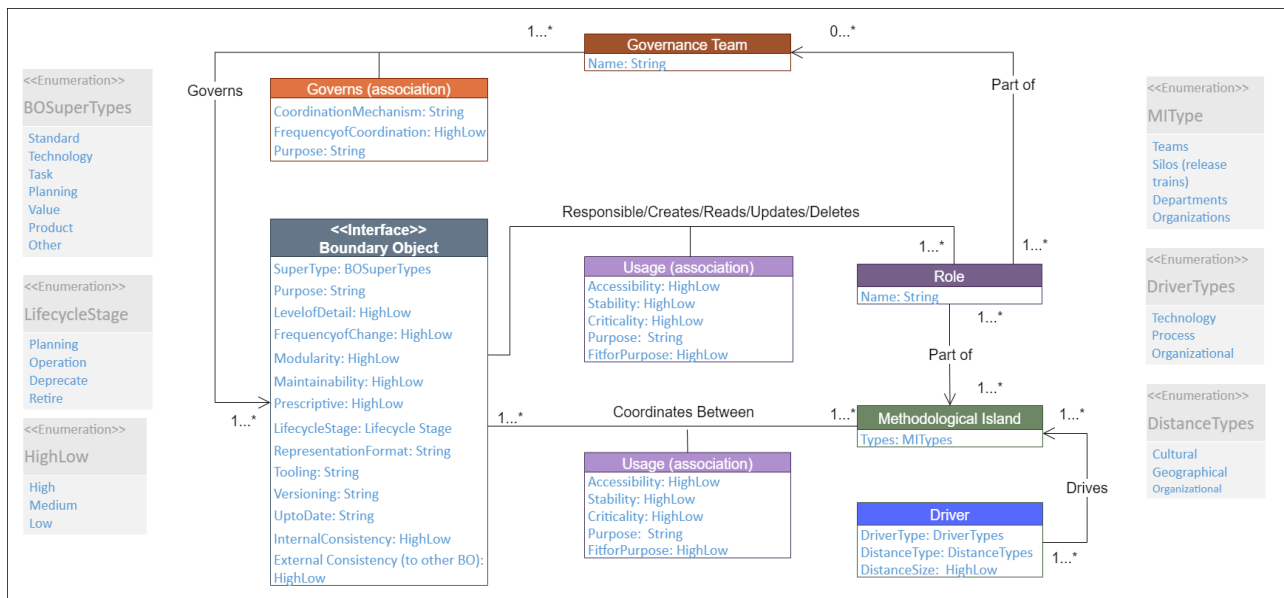 1...*
Governance Team
Name: String
0...*
Governs
Part of
Governs (association)
CoordinationMechanism: String
FrequencyofCoordination: HighLow
Purpose: String
<<Enumeration>>
BOSuperTypes
Standard
Technology
Task
Planning
Value
Product
Other
<<Enumeration>>
LifecycleStage
Planning
Operation
Deprecate
Retire
<<Enumeration>>
HighLow
High
Medium
Low
<<Interface>>
Boundary Object
SuperType: BOSuperTypes
Purpose: String
LevelofDetail: HighLow
FrequencyofChange: HighLow
Modularity: HighLow
Maintainability: HighLow
Prescriptive: HighLow
LifecycleStage: Lifecycle Stage
RepresentationFormat: String
Tooling: String
Versioning: String
UptoDate: String
InternalConsistency: HighLow
External Consistency (to other BO):
HighLow
1...*
1...*
Responsible/Creates/Reads/Updates/Deletes
Usage (association)
Accessibility: HighLow
Stability: HighLow
Criticality: HighLow
Purpose: String
FitforPurpose: HighLow
1...*
1...*
Role
Name: String
1...*
Part of
1...*
Coordinates Between
1...*
Usage (association)
Accessibility: HighLow
Stability: HighLow
Criticality: HighLow
Purpose: String
FitforPurpose: HighLow
Methodological Island
Types: MITypes
1...*
Drives
Driver
DriverType: DriverTypes
DistanceType: DistanceTypes
DistanceSize: HighLow
1...*
<<Enumeration>>
MIType
Teams
Silos (release
trains)
Departments
Organizations
<<Enumeration>>
DriverTypes
Technology
Process
Organizational
<<Enumeration>>
DistanceTypes
Cultural
Geographical
Organizational